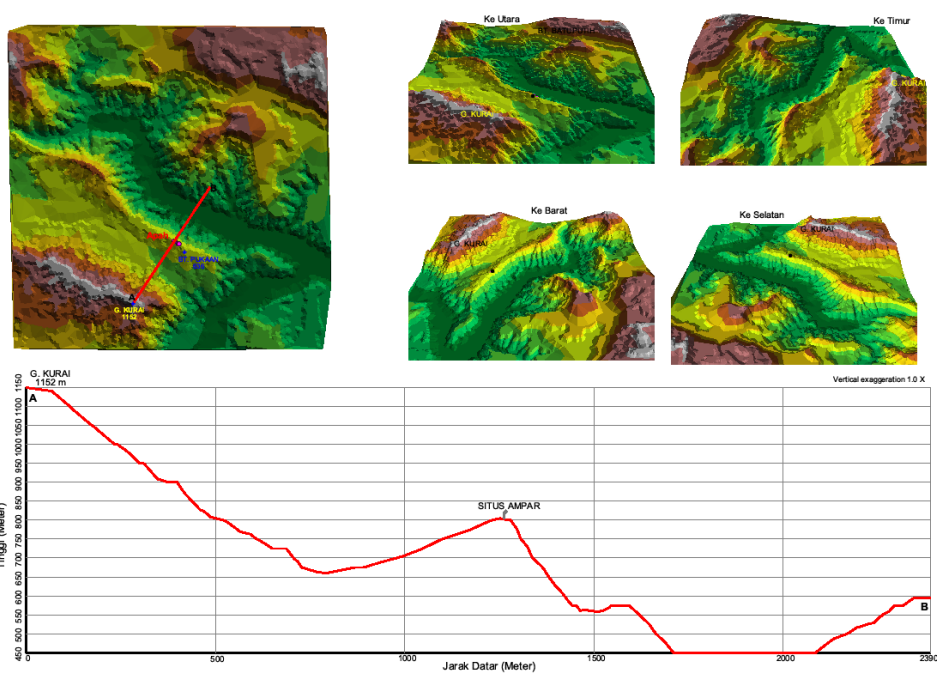 Ke Utara
Ke Timur
G. KURAI
G. KURAI
A
B
G. KURAI
1152
Ke Barat
Ke Selatan
G. KURAI
G. KURAI
G. KURAI
1152 m
Vertical exaggeration 1.0 X
A
SITUS AMPAR
B
1150
1100
1050
1000
950
900
850
800
750
700
650
600
550
500
450
Tinggi (Meter)
0
500
1000
1500
2000
2390
Jarak Datar (Meter)